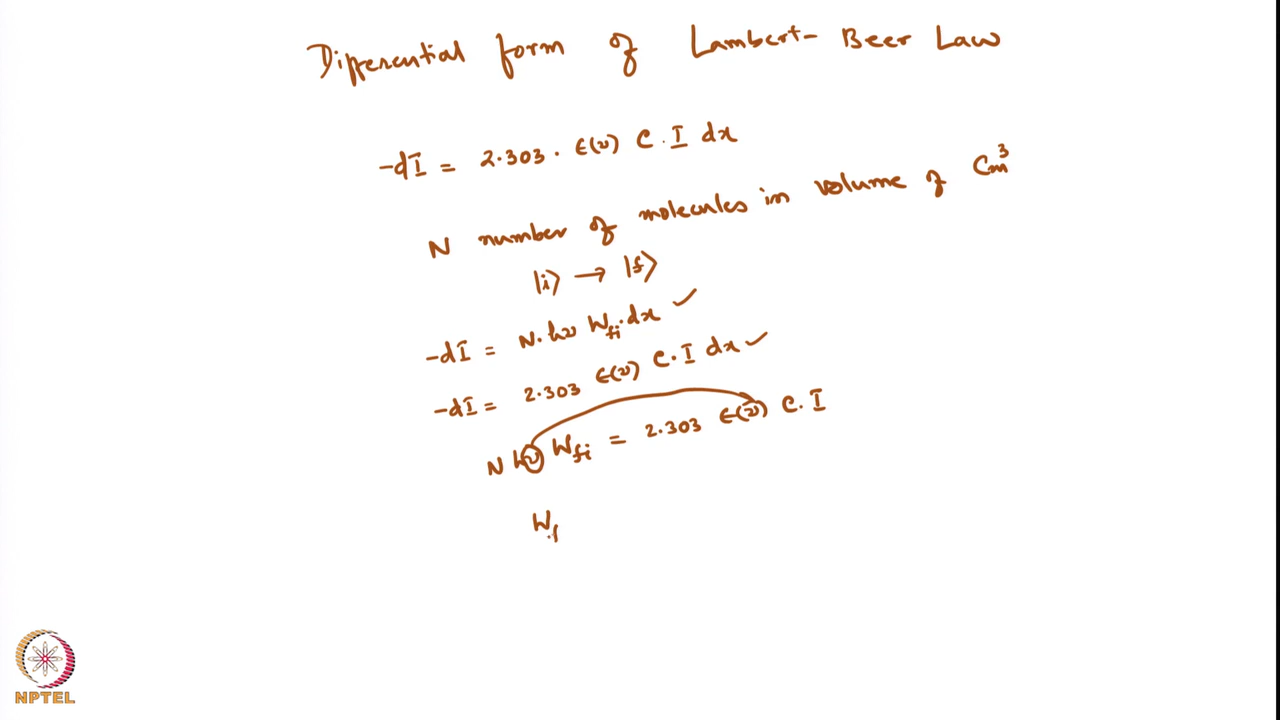 Differential form of Lambert-Beer Law
-dI = 2.303 . ϵ(ν) C . I dx
N number of molecules in volume of Cm³
|i⟩ → |f⟩
-dI = N. hν W_fi . dx ✓
-dI = 2.303 ϵ(ν) C . I dx ✓
N hν W_fi = 2.303 ϵ(ν) C . I
W_f
NPTEL